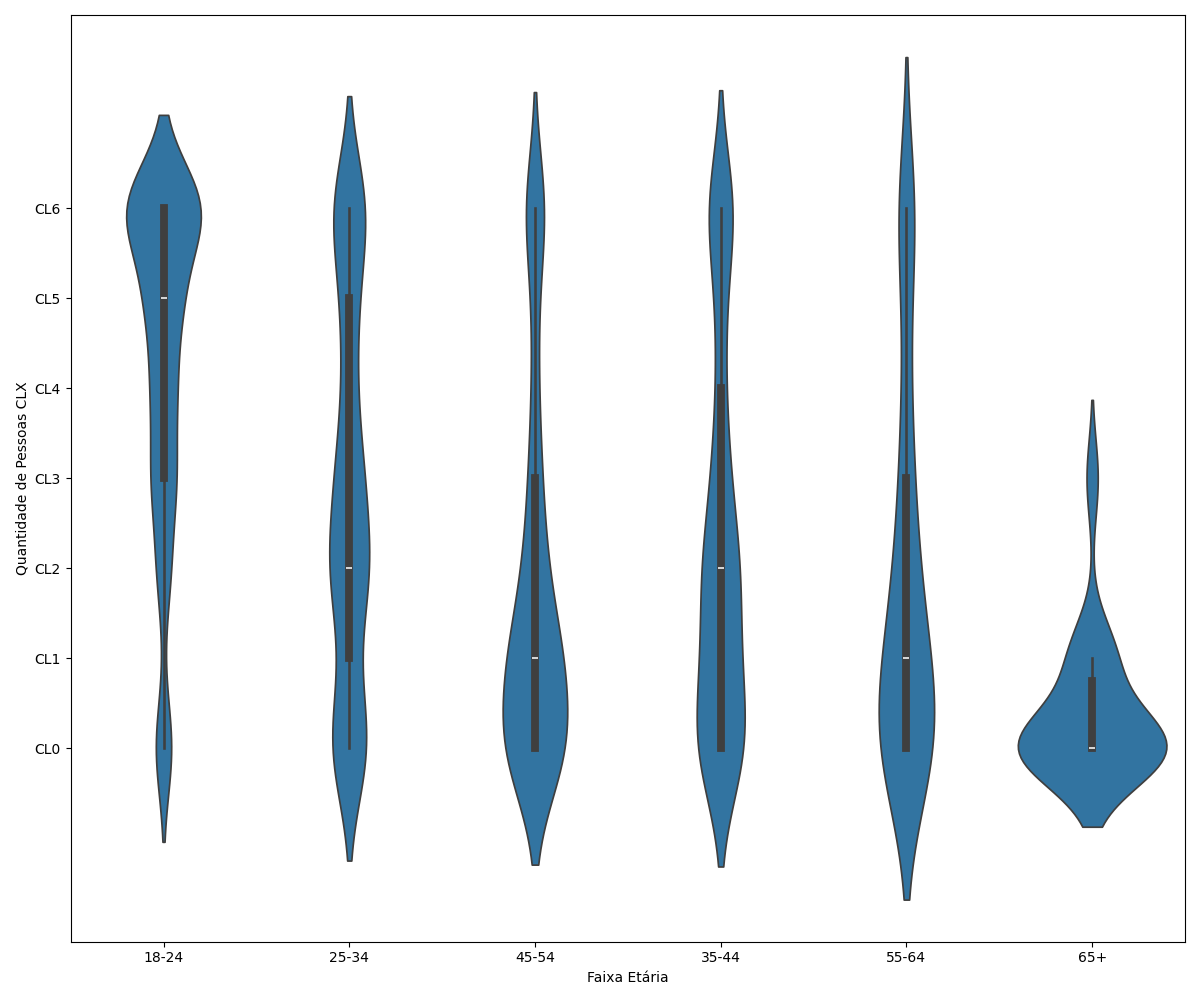 Quantidade de Pessoas CLX
CL6
CL5
CL4
CL3
CL2
CL1
CL0
18-24 25-34 45-54 35-44 55-64 65+
Faixa Etária